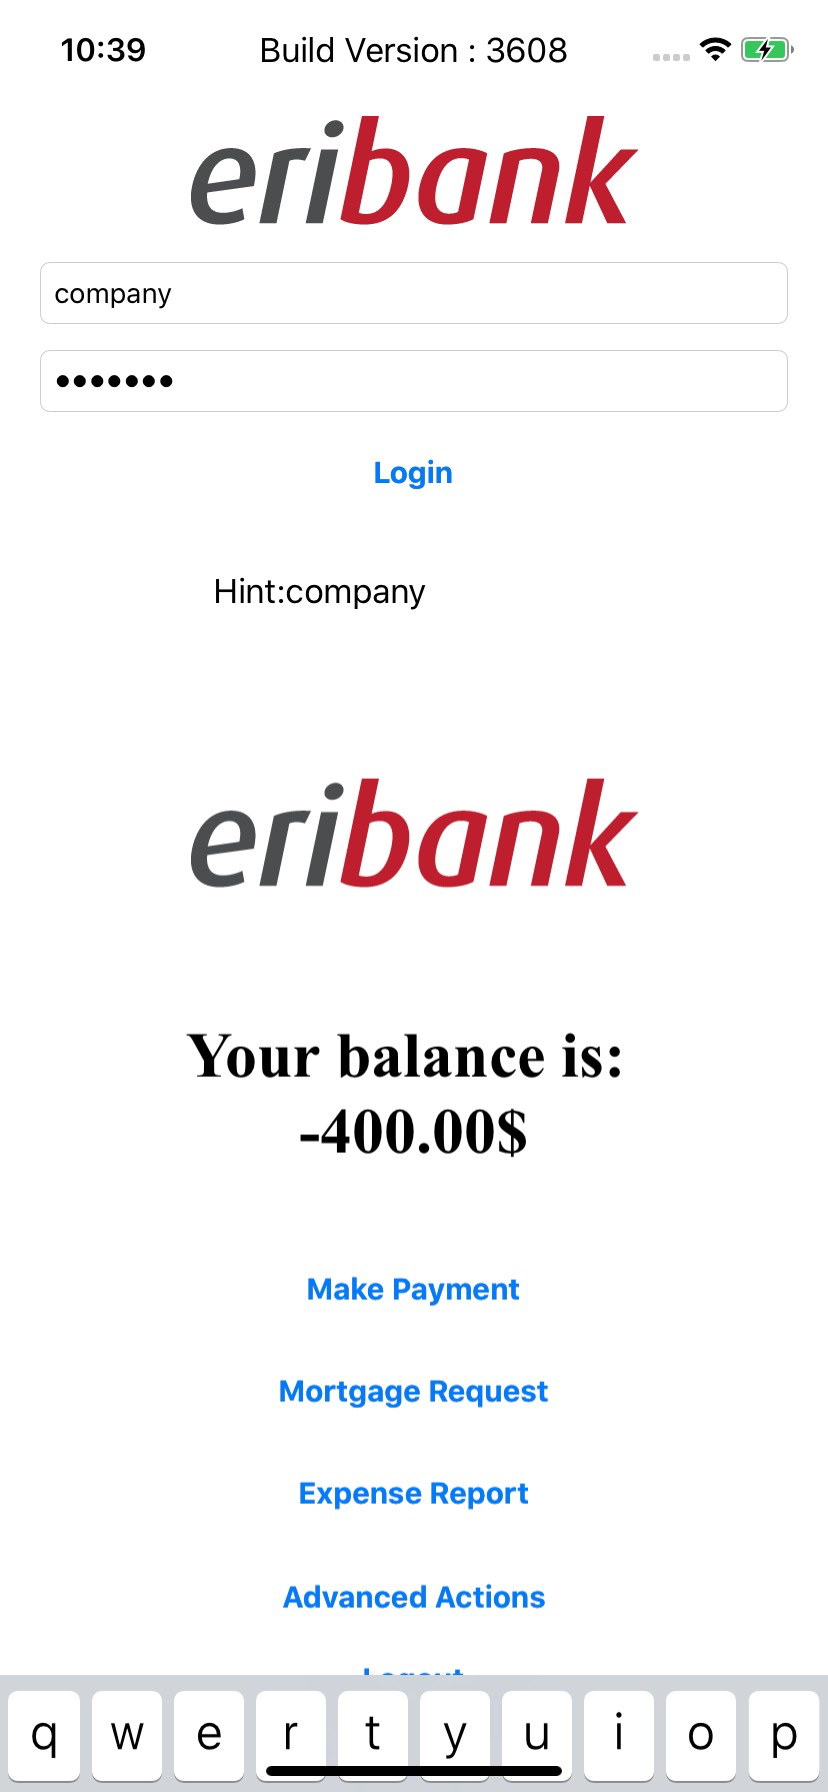 10:39 Build Version : 3608
eribank
company
•••••••
Login
Hint:company
eribank
Your balance is:
-400.00$
Make Payment
Mortgage Request
Expense Report
Advanced Actions
Logout
q w e r t y u i o p